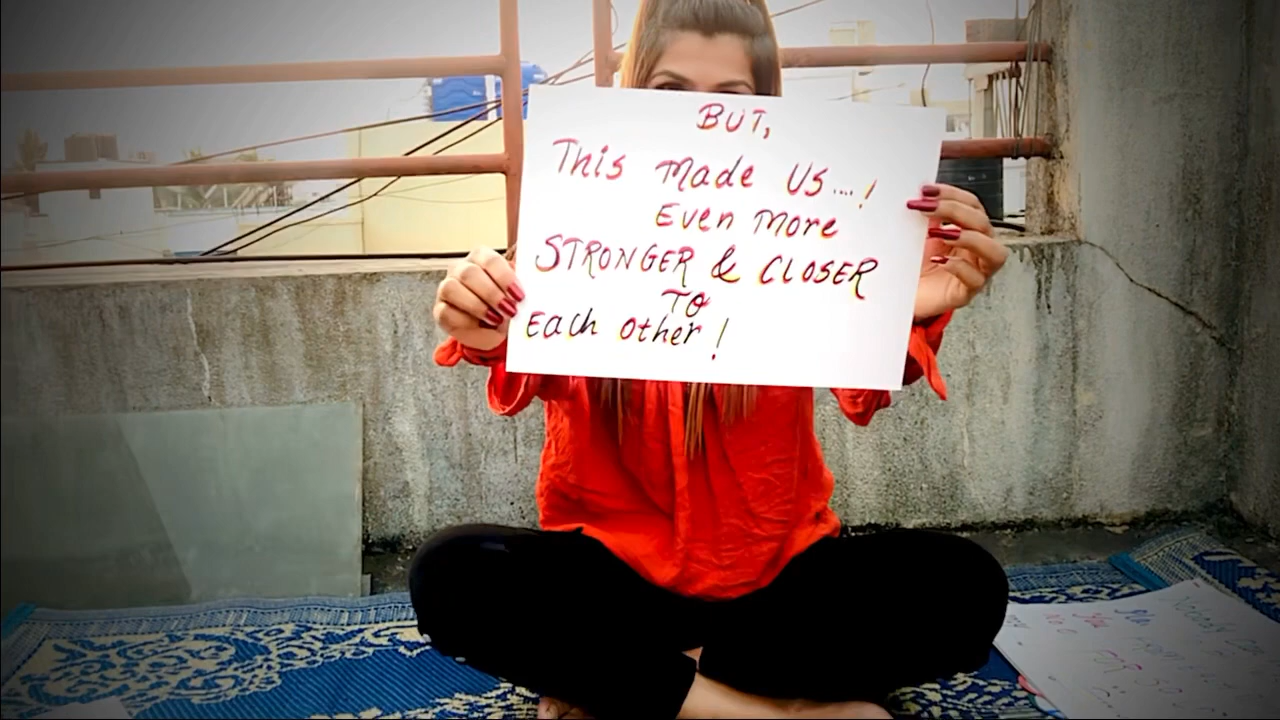 BUT,
This Made Us....!
Even More
STRONGER & CLOSER
TO
Each other!